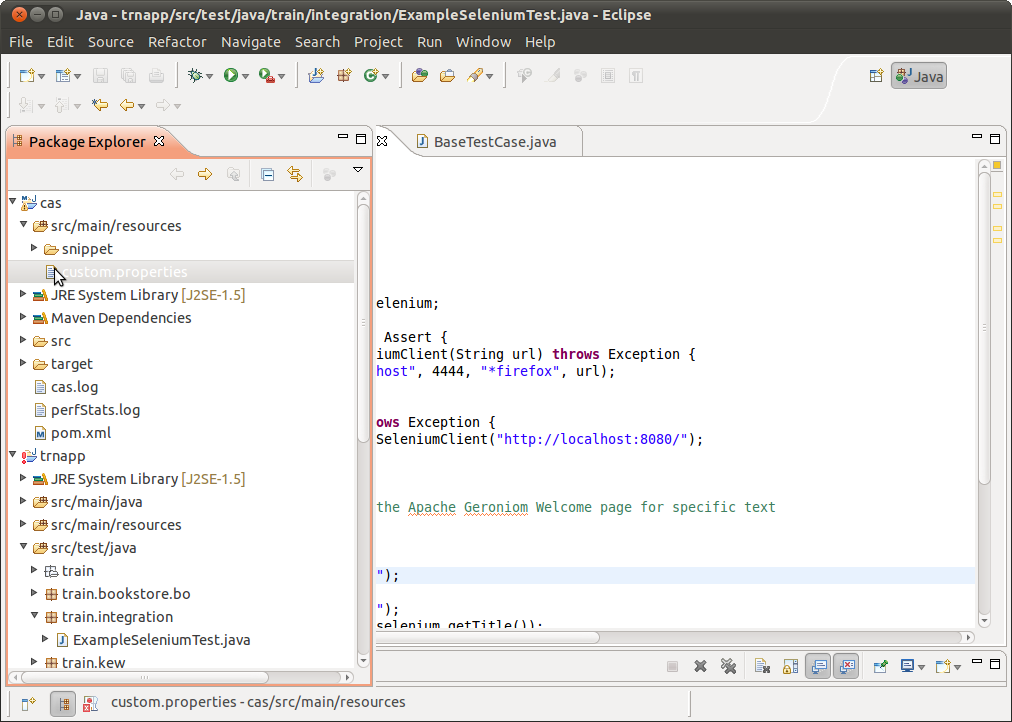 Java - trnapp/src/test/java/train/integration/ExampleSeleniumTest.java - Eclipse
File Edit Source Refactor Navigate Search Project Run Window Help
Java
Package Explorer
BaseTestCase.java
cas
src/main/resources
snippet
custom.properties
JRE System Library [J2SE-1.5]
Maven Dependencies
src
target
cas.log
perfStats.log
pom.xml
trnapp
JRE System Library [J2SE-1.5]
src/main/java
src/main/resources
src/test/java
train
train.bookstore.bo
train.integration
ExampleSeleniumTest.java
train.kew
elenium;
Assert {
iumClient(String url) throws Exception {
host", 4444, "*firefox", url);
ows Exception {
SeleniumClient("http://localhost:8080/");
the Apache Geroniom Welcome page for specific text
");
");
selenium.getTitle());
custom.properties - cas/src/main/resources